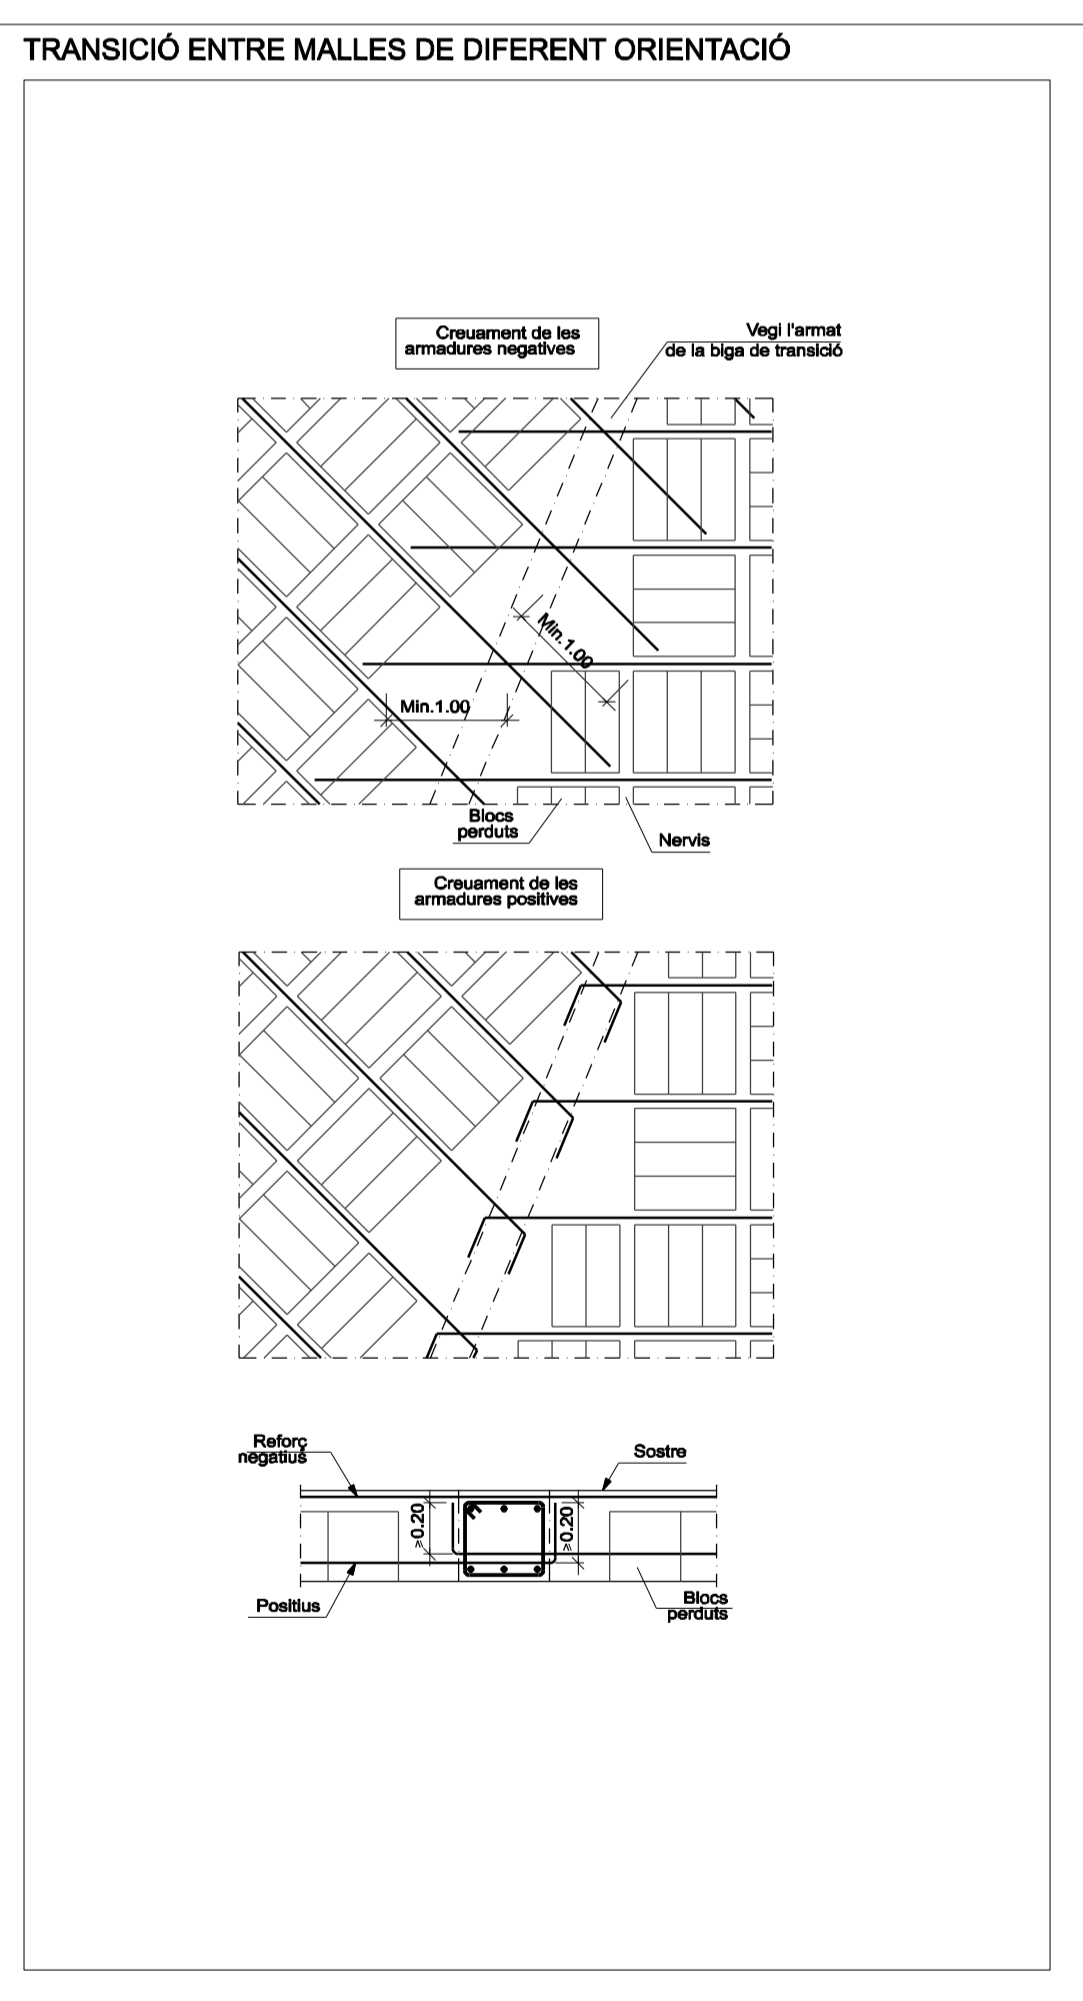 TRANSICIÓ ENTRE MALLES DE DIFERENT ORIENTACIÓ
Creuament de les
armadures negatives
Vegi l'armat
de la biga de transició
Min.1.00
Min.1.00
Blocs
perduts
Nervis
Creuament de les
armadures positives
Reforç
negatius
Sostre
≥0.20
≥0.20
Positius
Blocs
perduts